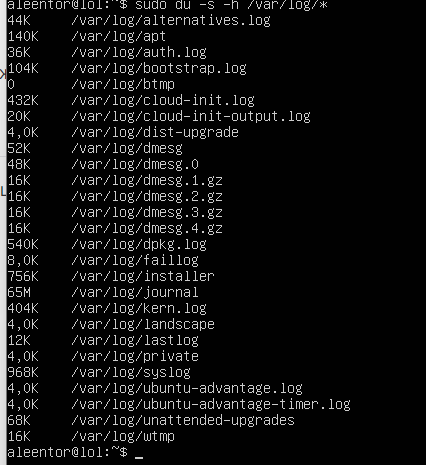 aleentor@lol:~$ sudo du -s -h /var/log/*
44K /var/log/alternatives.log
140K /var/log/apt
36K /var/log/auth.log
104K /var/log/bootstrap.log
0 /var/log/btmp
432K /var/log/cloud-init.log
20K /var/log/cloud-init-output.log
4,0K /var/log/dist-upgrade
52K /var/log/dmesg
48K /var/log/dmesg.0
16K /var/log/dmesg.1.gz
16K /var/log/dmesg.2.gz
16K /var/log/dmesg.3.gz
16K /var/log/dmesg.4.gz
540K /var/log/dpkg.log
8,0K /var/log/faillog
756K /var/log/installer
65M /var/log/journal
404K /var/log/kern.log
4,0K /var/log/landscape
12K /var/log/lastlog
4,0K /var/log/private
968K /var/log/syslog
4,0K /var/log/ubuntu-advantage.log
4,0K /var/log/ubuntu-advantage-timer.log
68K /var/log/unattended-upgrades
16K /var/log/wtmp
aleentor@lol:~$ _